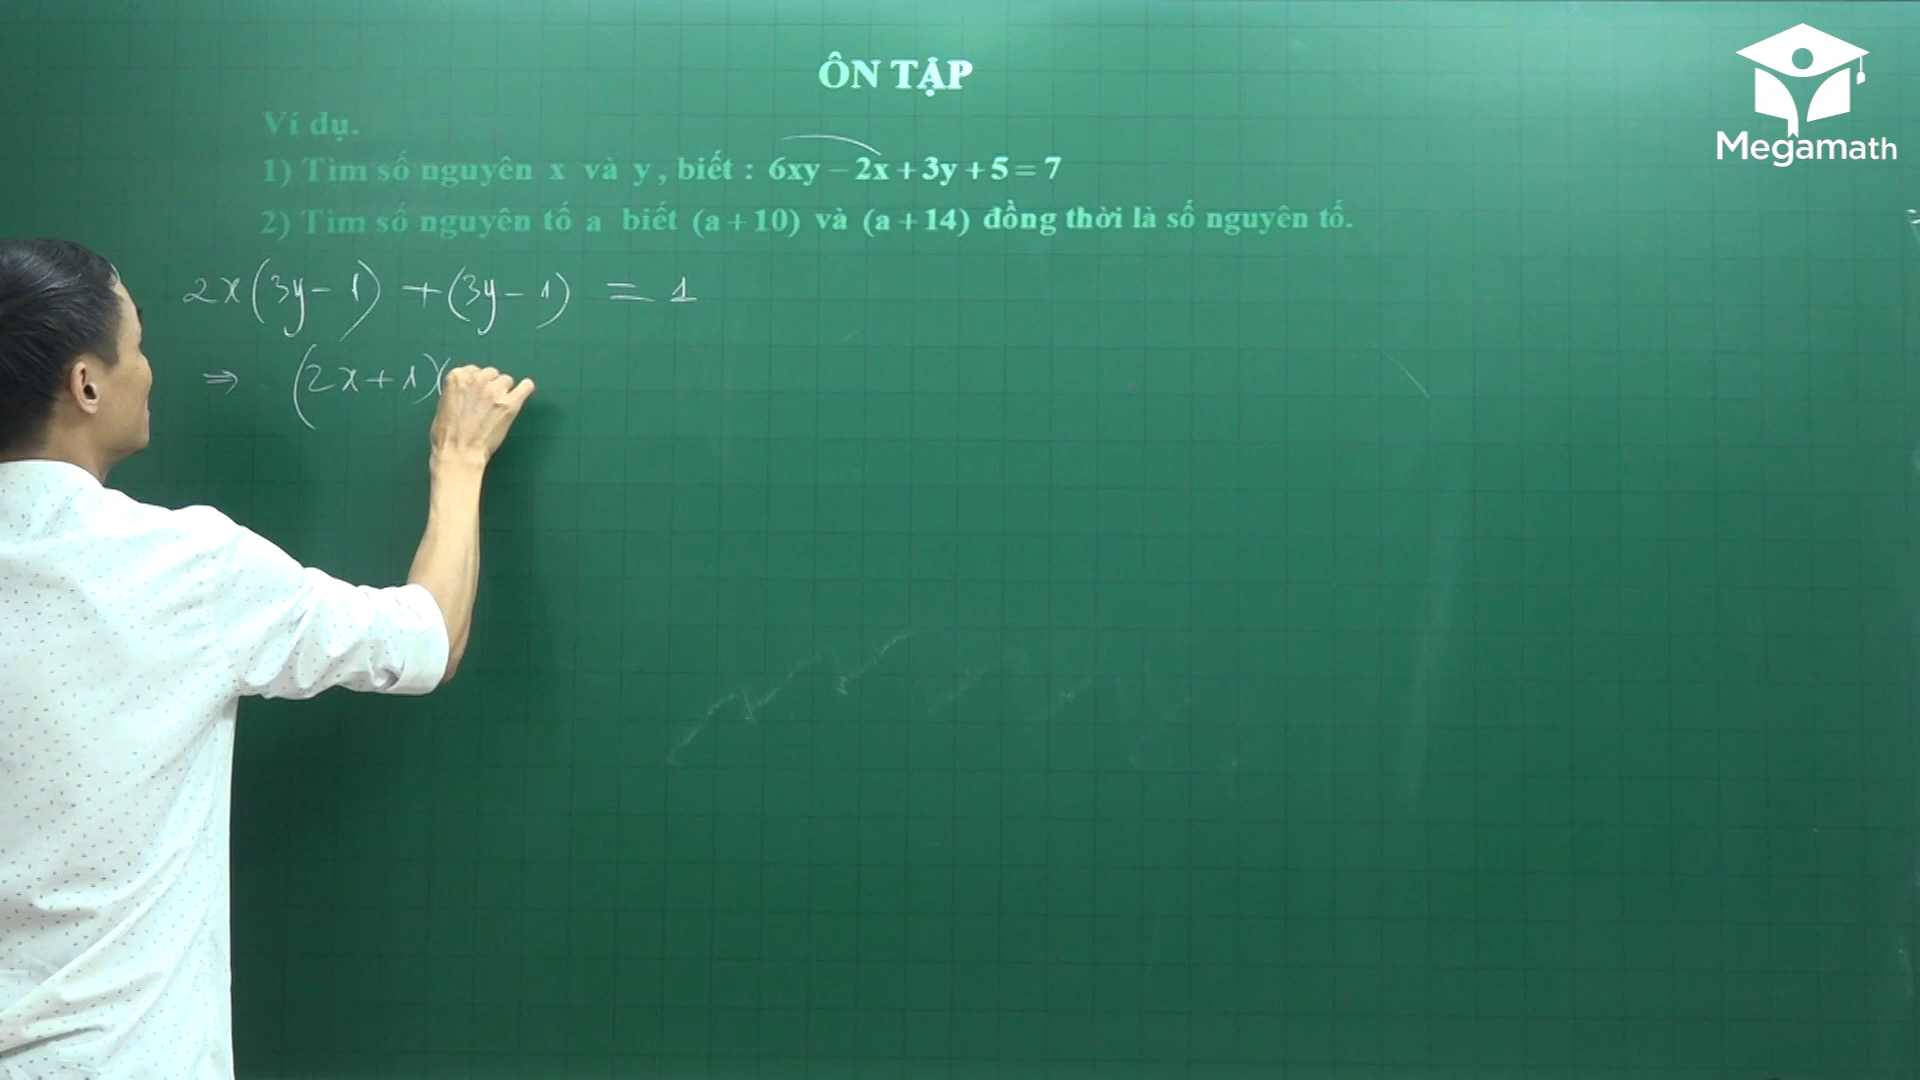 ÔN TẬP
Megamath
Ví dụ.
1) Tìm số nguyên x và y, biết : 6xy − 2x + 3y + 5 = 7
2) Tìm số nguyên tố a biết (a + 10) và (a + 14) đồng thời là số nguyên tố.
2x(3y − 1) + (3y − 1) = 1
⇒ (2x + 1)(